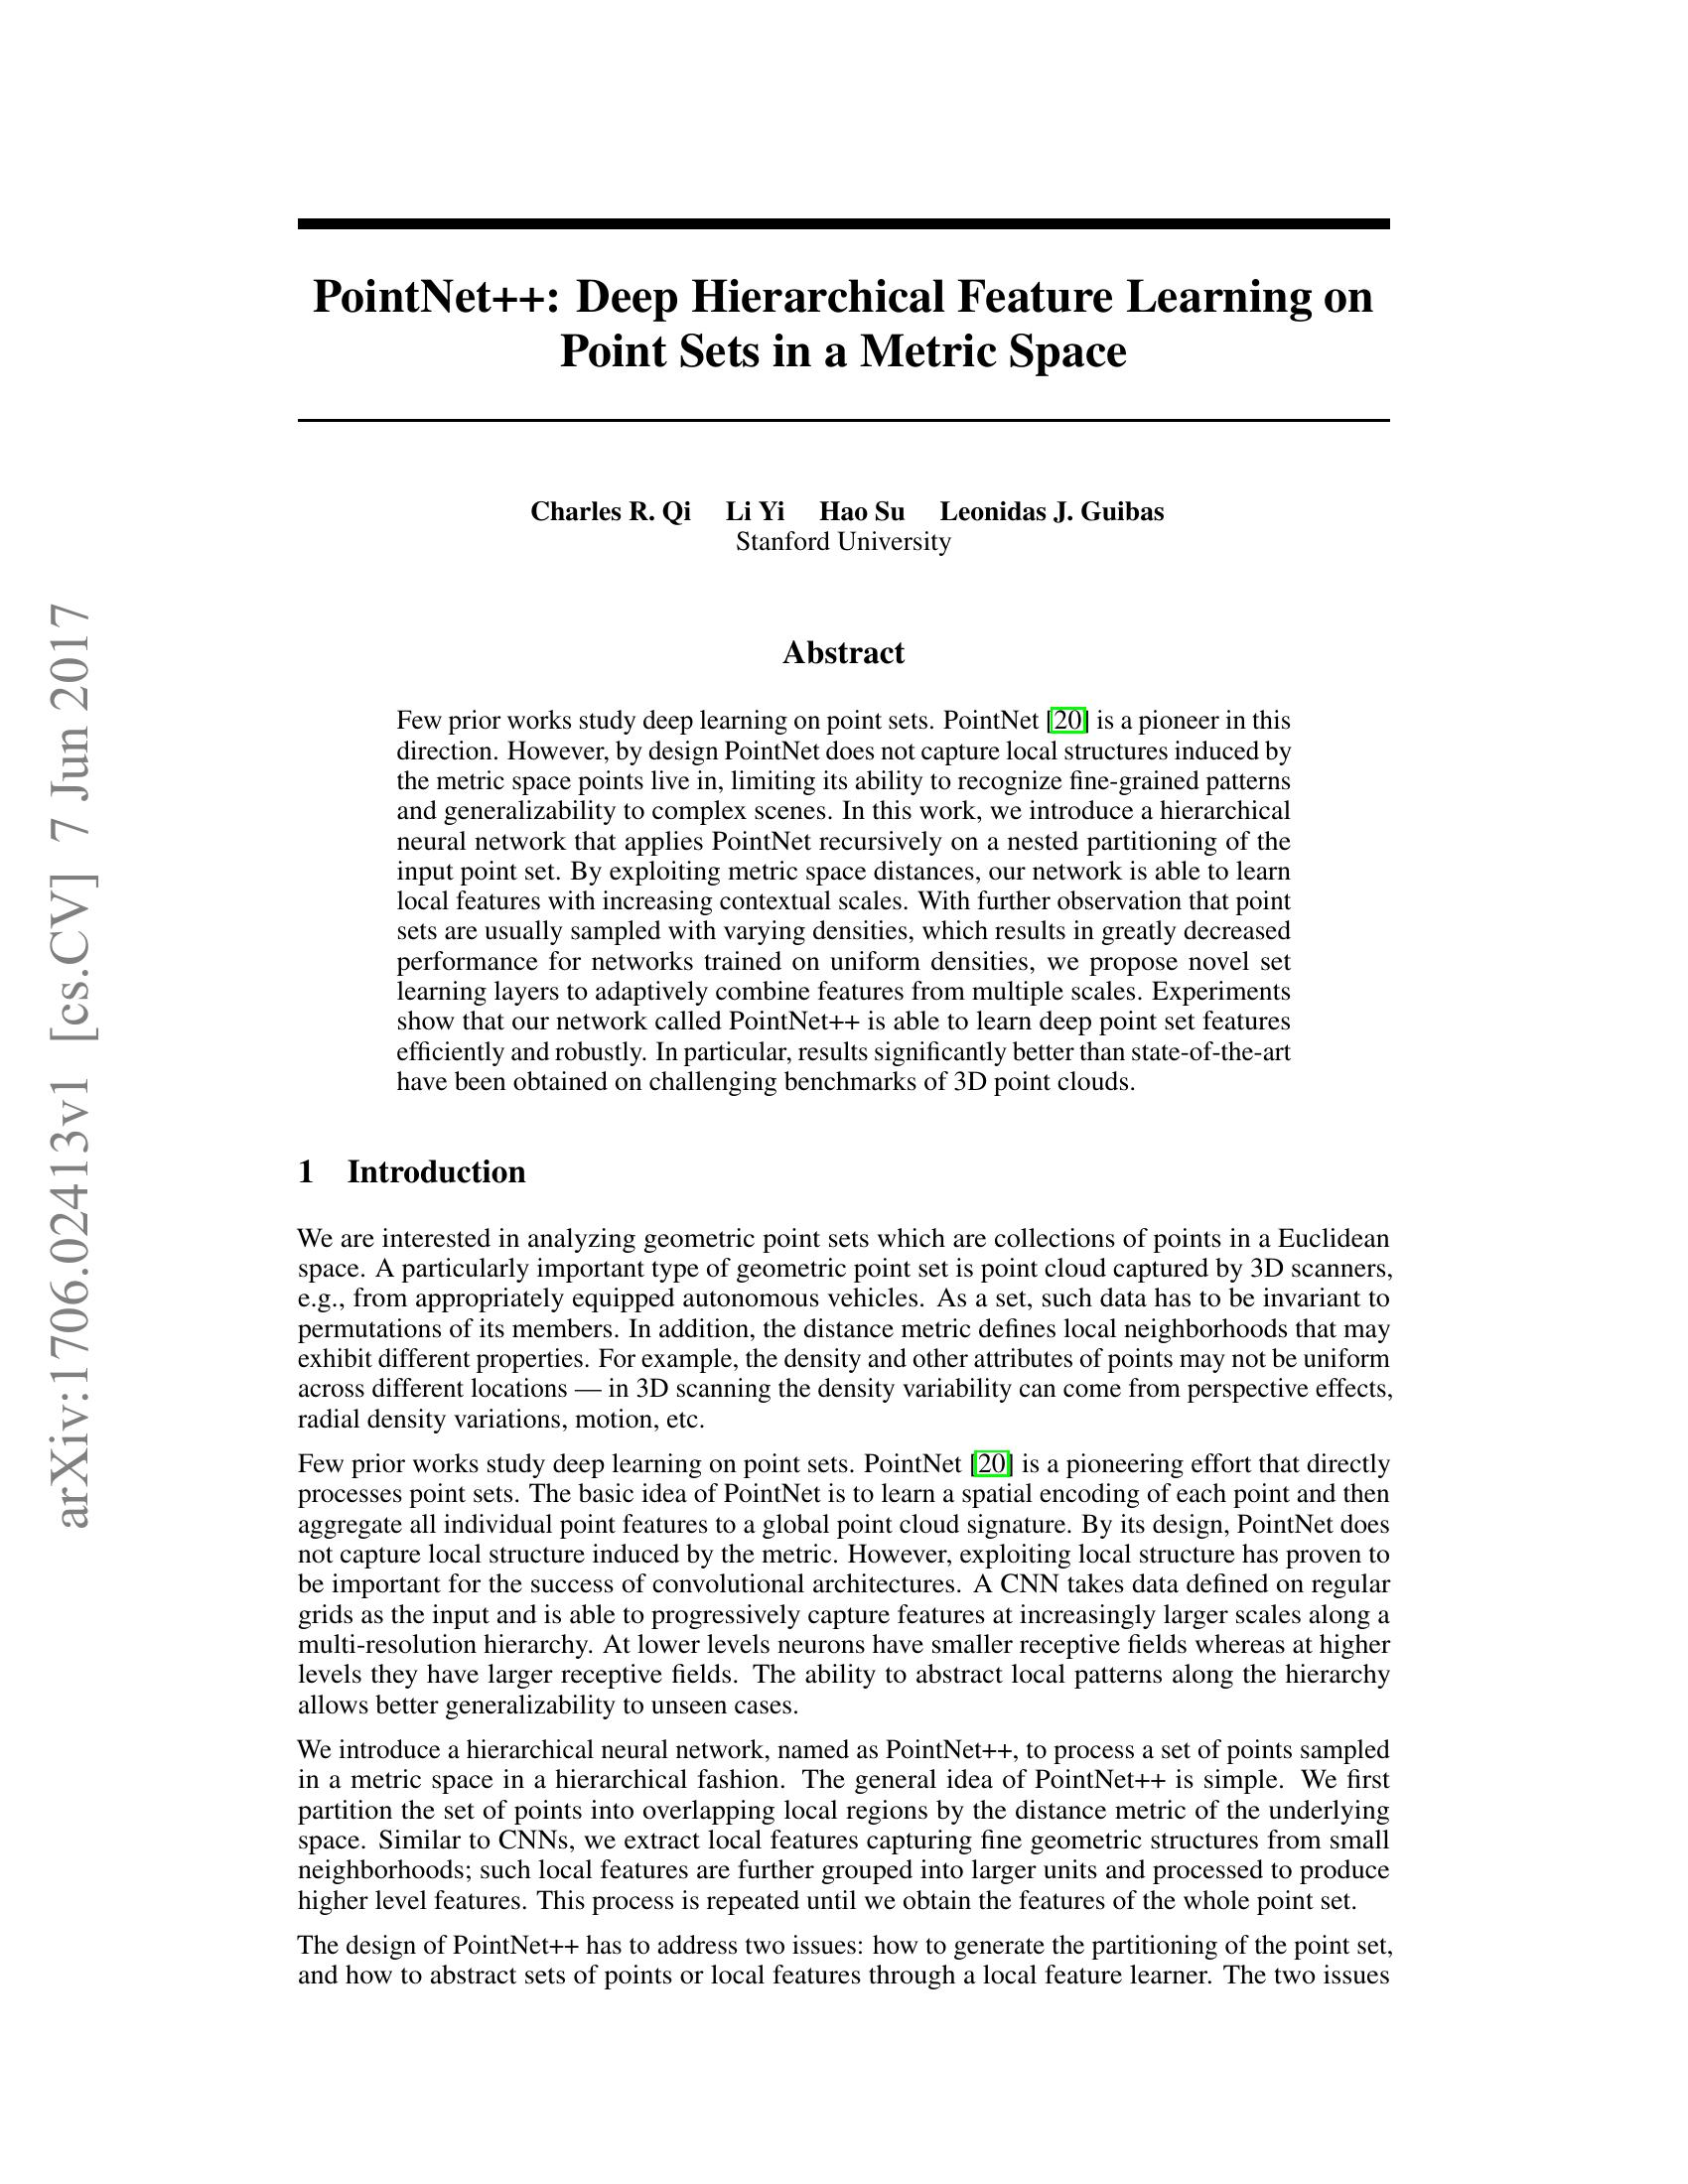 arXiv:1706.02413v1 [cs.CV] 7 Jun 2017
PointNet++: Deep Hierarchical Feature Learning on
Point Sets in a Metric Space
Charles R. Qi Li Yi Hao Su Leonidas J. Guibas
Stanford University
Abstract
Few prior works study deep learning on point sets. PointNet [20] is a pioneer in this
direction. However, by design PointNet does not capture local structures induced by
the metric space points live in, limiting its ability to recognize fine-grained patterns
and generalizability to complex scenes. In this work, we introduce a hierarchical
neural network that applies PointNet recursively on a nested partitioning of the
input point set. By exploiting metric space distances, our network is able to learn
local features with increasing contextual scales. With further observation that point
sets are usually sampled with varying densities, which results in greatly decreased
performance for networks trained on uniform densities, we propose novel set
learning layers to adaptively combine features from multiple scales. Experiments
show that our network called PointNet++ is able to learn deep point set features
efficiently and robustly. In particular, results significantly better than state-of-the-art
have been obtained on challenging benchmarks of 3D point clouds.
1 Introduction
We are interested in analyzing geometric point sets which are collections of points in a Euclidean
space. A particularly important type of geometric point set is point cloud captured by 3D scanners,
e.g., from appropriately equipped autonomous vehicles. As a set, such data has to be invariant to
permutations of its members. In addition, the distance metric defines local neighborhoods that may
exhibit different properties. For example, the density and other attributes of points may not be uniform
across different locations — in 3D scanning the density variability can come from perspective effects,
radial density variations, motion, etc.
Few prior works study deep learning on point sets. PointNet [20] is a pioneering effort that directly
processes point sets. The basic idea of PointNet is to learn a spatial encoding of each point and then
aggregate all individual point features to a global point cloud signature. By its design, PointNet does
not capture local structure induced by the metric. However, exploiting local structure has proven to
be important for the success of convolutional architectures. A CNN takes data defined on regular
grids as the input and is able to progressively capture features at increasingly larger scales along a
multi-resolution hierarchy. At lower levels neurons have smaller receptive fields whereas at higher
levels they have larger receptive fields. The ability to abstract local patterns along the hierarchy
allows better generalizability to unseen cases.
We introduce a hierarchical neural network, named as PointNet++, to process a set of points sampled
in a metric space in a hierarchical fashion. The general idea of PointNet++ is simple. We first
partition the set of points into overlapping local regions by the distance metric of the underlying
space. Similar to CNNs, we extract local features capturing fine geometric structures from small
neighborhoods; such local features are further grouped into larger units and processed to produce
higher level features. This process is repeated until we obtain the features of the whole point set.
The design of PointNet++ has to address two issues: how to generate the partitioning of the point set,
and how to abstract sets of points or local features through a local feature learner. The two issues